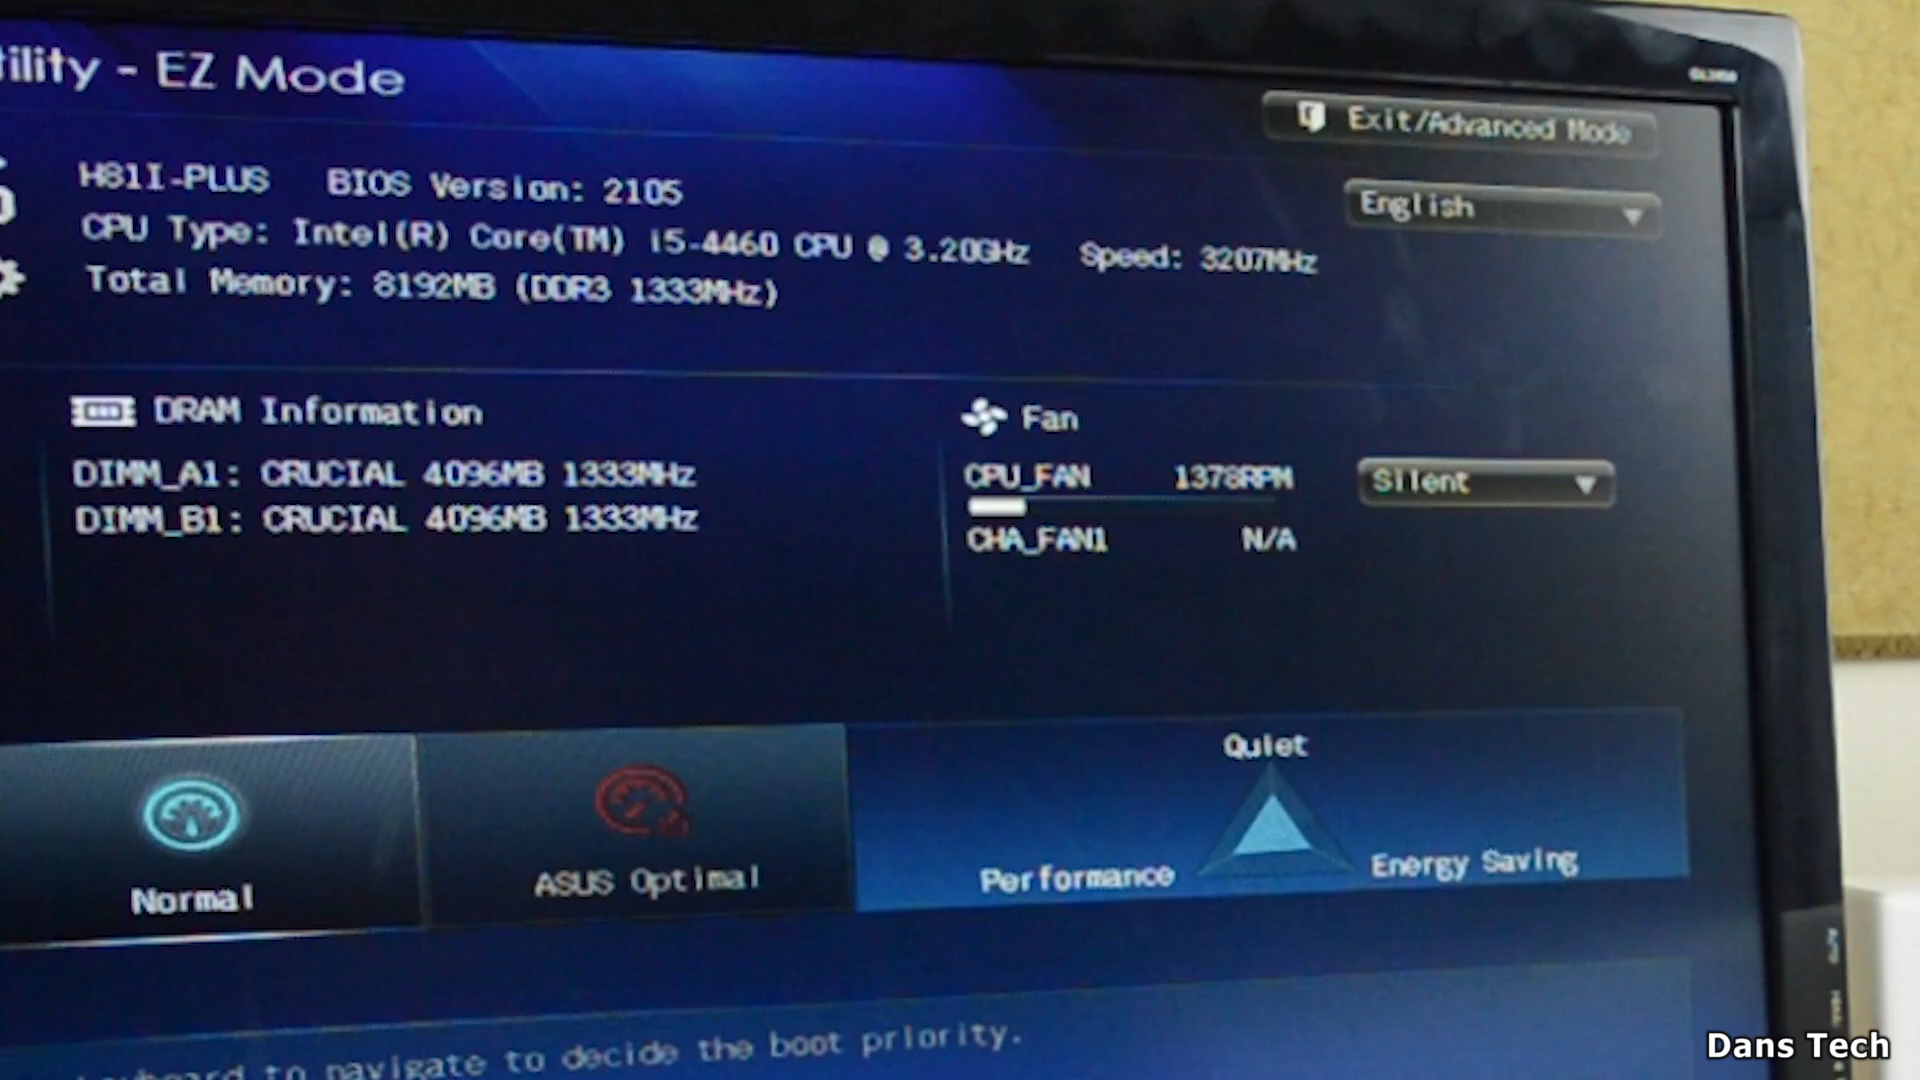 tility - EZ Mode
Exit/Advanced Mode
H81I-PLUS BIOS Version: 2105
English
CPU Type: Intel(R) Core(TM) i5-4460 CPU @ 3.20GHz Speed: 3207MHz
Total Memory: 8192MB (DDR3 1333MHz)
DRAM Information
DIMM_A1: CRUCIAL 4096MB 1333MHz
DIMM_B1: CRUCIAL 4096MB 1333MHz
Fan
CPU_FAN 1378RPM
Silent
CHA_FAN1 N/A
Normal
ASUS Optimal
Quiet
Performance
Energy Saving
keyboard to navigate to decide the boot priority.
Dans Tech